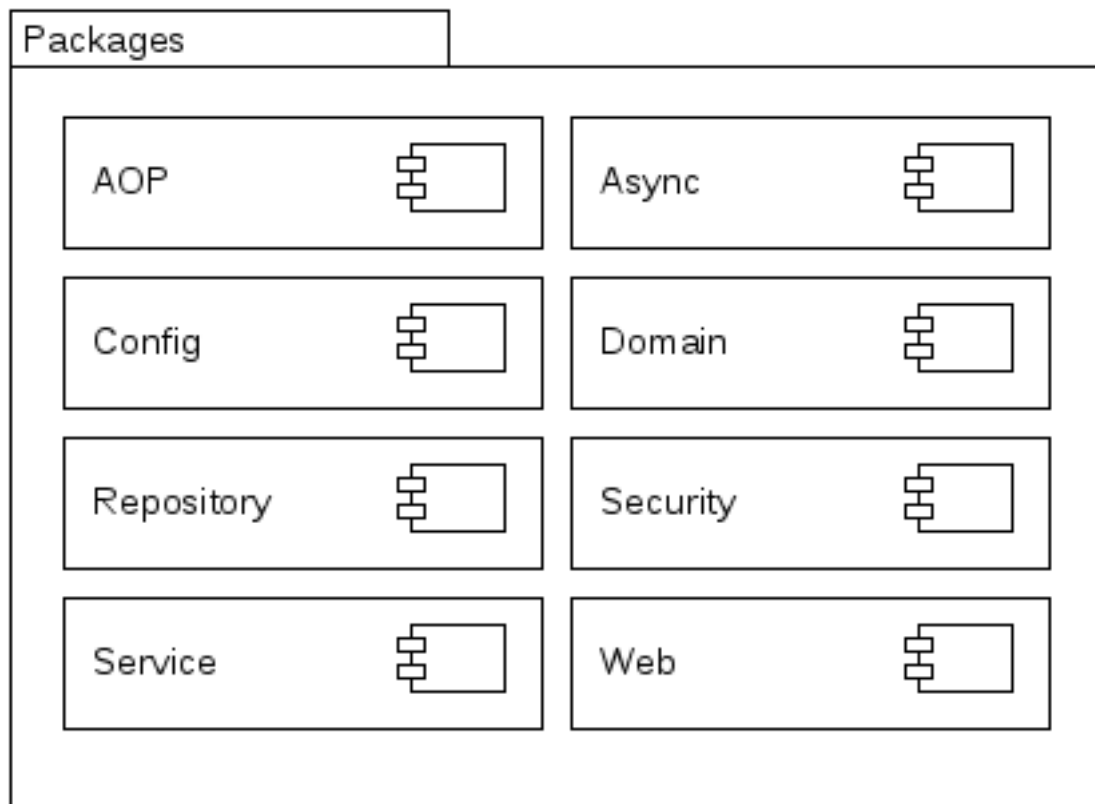 Packages
AOP
Async
Config
Domain
Repository
Security
Service
Web